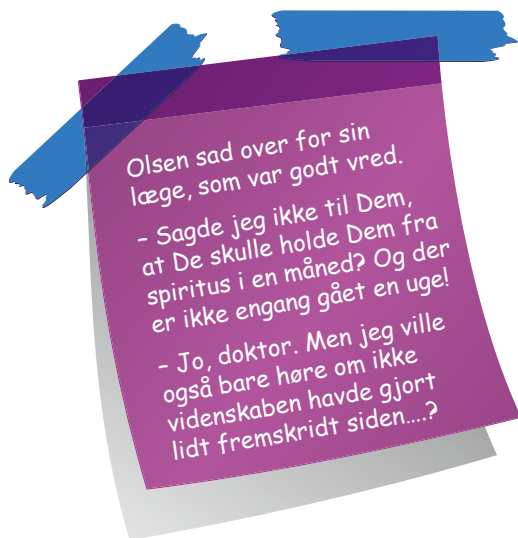 Olsen sad over for sin
læge, som var godt vred.
– Sagde jeg ikke til Dem,
at De skulle holde Dem fra
spiritus i en måned? Og der
er ikke engang gået en uge!
– Jo, doktor. Men jeg ville
også bare høre om ikke
videnskaben havde gjort
lidt fremskridt siden....?